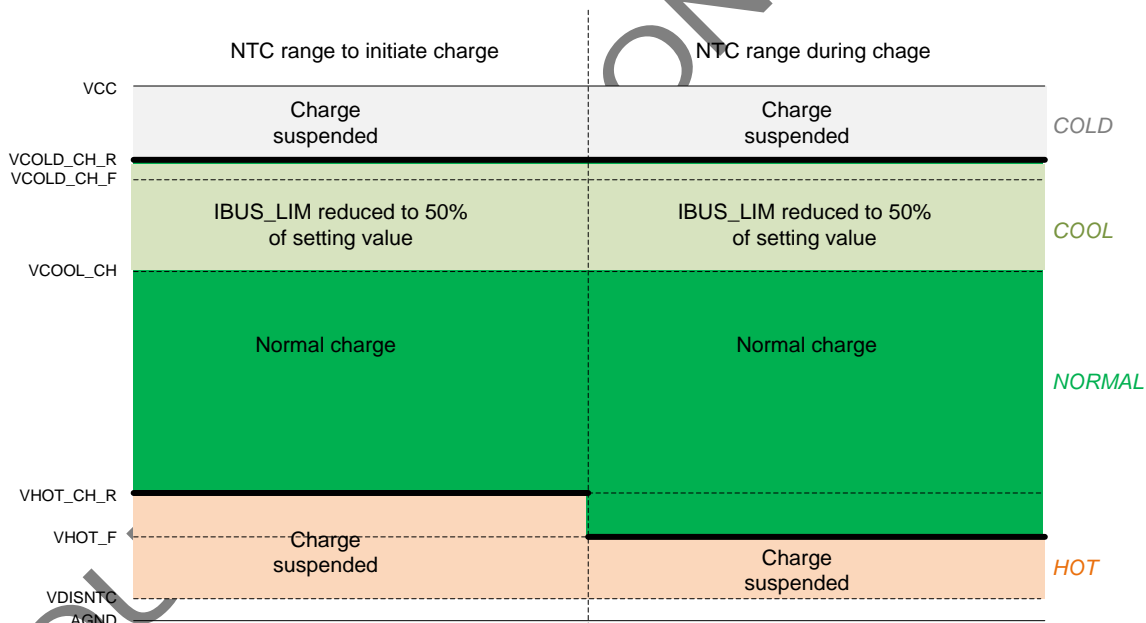 NTC range to initiate charge
NTC range during chage
VCC
Charge
suspended
Charge
suspended
COLD
VCOLD_CH_R
VCOLD_CH_F
IBUS_LIM reduced to 50%
of setting value
IBUS_LIM reduced to 50%
of setting value
COOL
VCOOL_CH
Normal charge
Normal charge
NORMAL
VHOT_CH_R
VHOT_F
Charge
suspended
Charge
suspended
HOT
VDISNTC
AGND